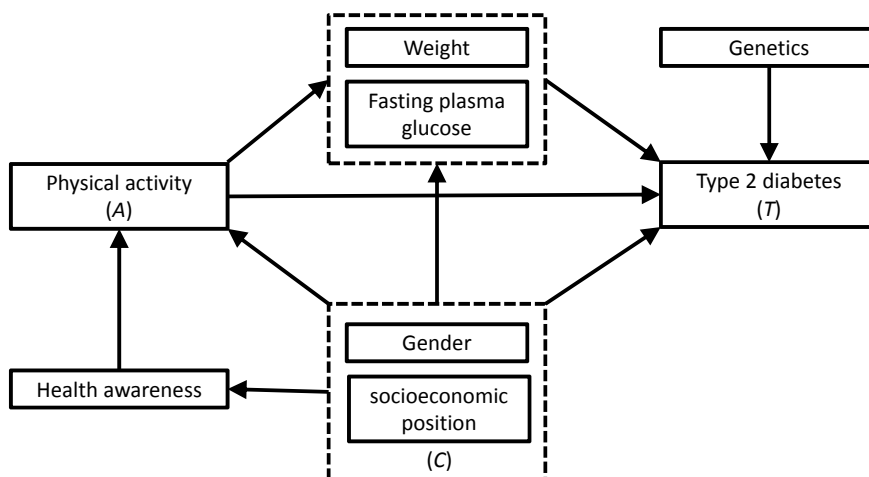 Weight
Genetics
Fasting plasma
glucose
Physical activity
(A)
Type 2 diabetes
(T)
Gender
Health awareness
socioeconomic
position
(C)